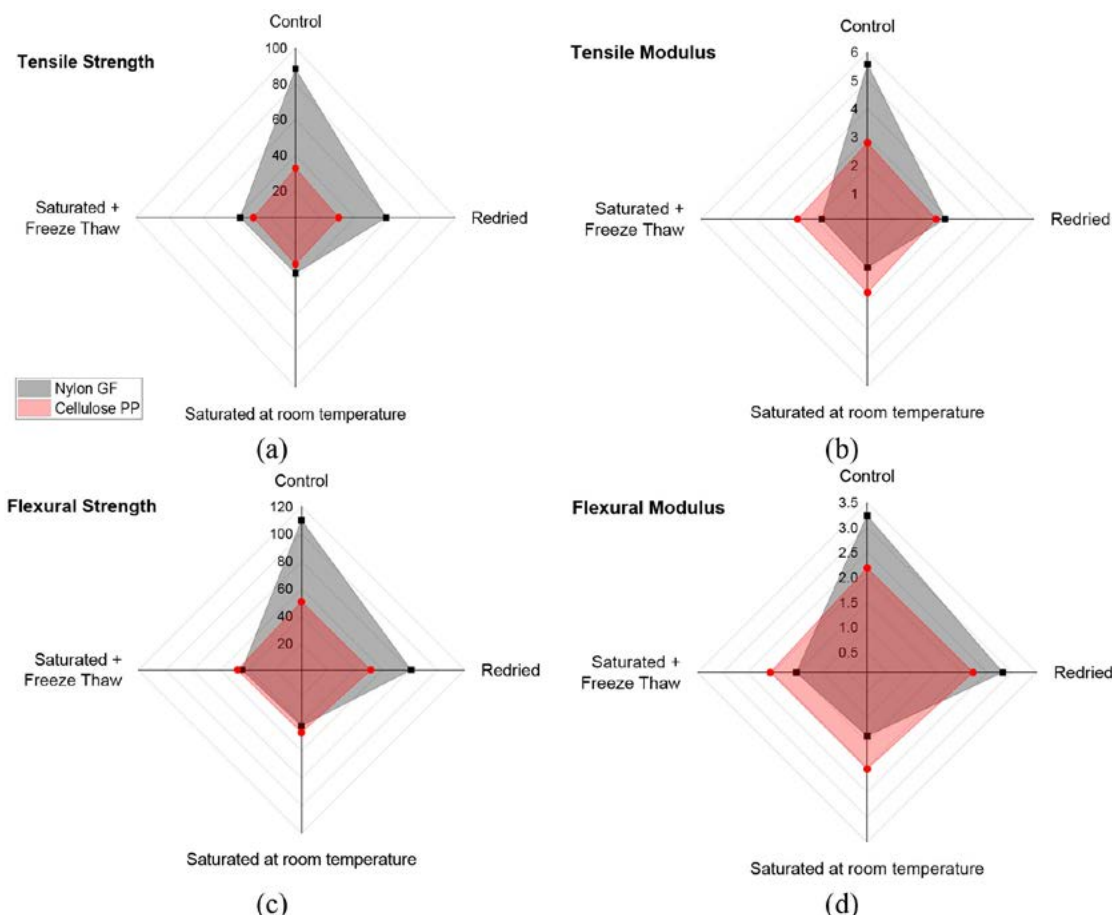 Control
Tensile Strength
100
80
60
40
20
Saturated +
Freeze Thaw
Redried
Nylon GF
Cellulose PP
Saturated at room temperature
(a)
Control
Tensile Modulus
6
5
4
3
2
1
Saturated +
Freeze Thaw
Redried
Saturated at room temperature
(b)
Control
Flexural Strength
120
100
80
60
40
20
Saturated +
Freeze Thaw
Redried
Saturated at room temperature
(c)
Control
Flexural Modulus
3.5
3.0
2.5
2.0
1.5
1.0
0.5
Saturated +
Freeze Thaw
Redried
Saturated at room temperature
(d)